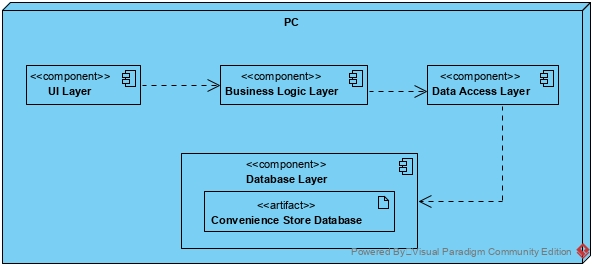 PC
<<component>>
UI Layer
<<component>>
Business Logic Layer
<<component>>
Data Access Layer
<<component>>
Database Layer
<<artifact>>
Convenience Store Database
Powered By Visual Paradigm Community Edition